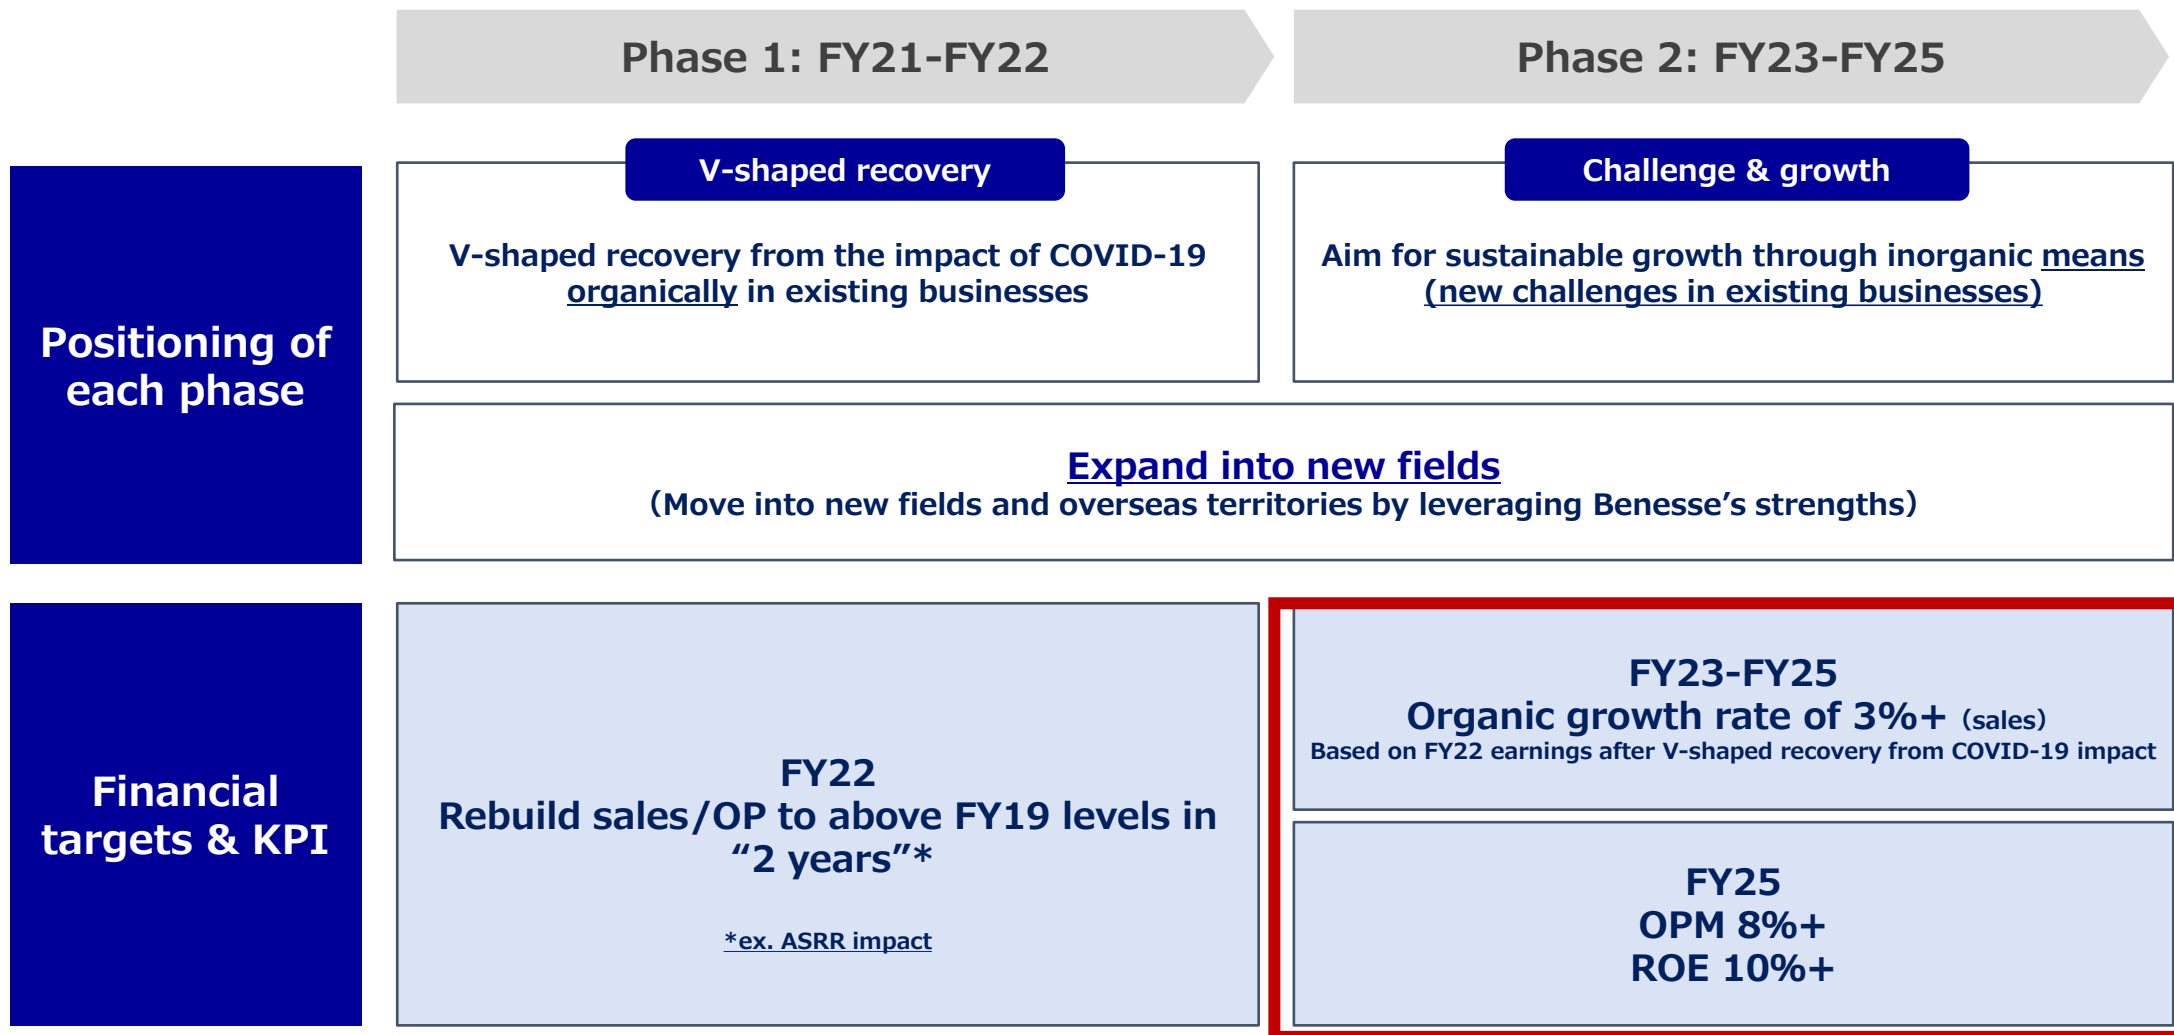 Phase 1: FY21-FY22
Phase 2: FY23-FY25
Positioning of
each phase
V-shaped recovery
V-shaped recovery from the impact of COVID-19
organically in existing businesses
Challenge & growth
Aim for sustainable growth through inorganic means
(new challenges in existing businesses)
Expand into new fields
（Move into new fields and overseas territories by leveraging Benesse’s strengths）
Financial
targets & KPI
FY22
Rebuild sales/OP to above FY19 levels in
“2 years”*
*ex. ASRR impact
FY23-FY25
Organic growth rate of 3%+（sales）
Based on FY22 earnings after V-shaped recovery from COVID-19 impact
FY25
OPM 8%+
ROE 10%+